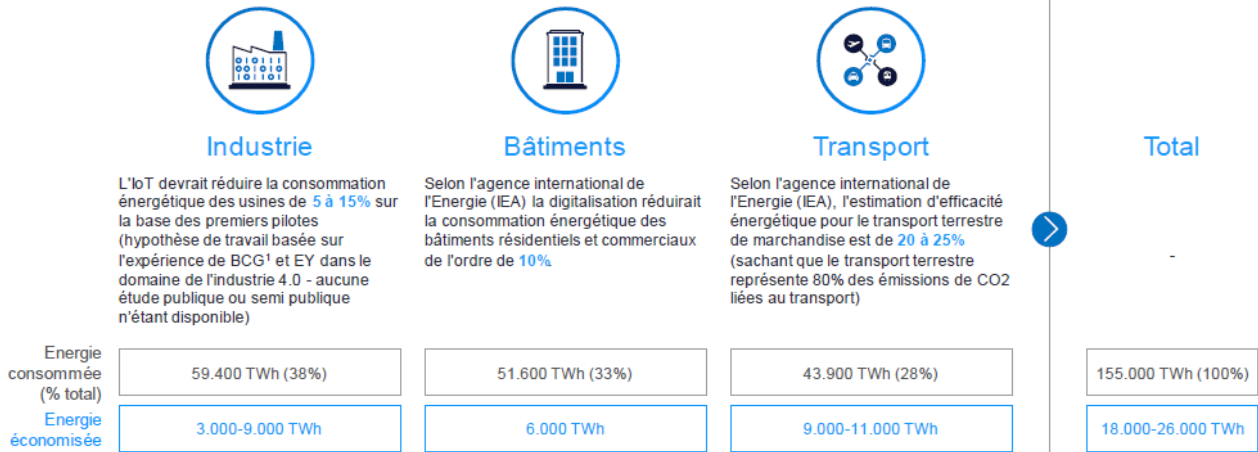 Industrie
L'IoT devrait réduire la consommation
énergétique des usines de 5 à 15% sur
la base des premiers pilotes
(hypothèse de travail basée sur
l'expérience de BCG¹ et EY dans le
domaine de l'industrie 4.0 - aucune
étude publique ou semi publique
n'étant disponible)
Bâtiments
Selon l'agence international de
l'Energie (IEA) la digitalisation réduirait
la consommation énergétique des
bâtiments résidentiels et commerciaux
de l'ordre de 10%
Transport
Selon l'agence international de
l'Energie (IEA), l'estimation d'efficacité
énergétique pour le transport terrestre
de marchandise est de 20 à 25%
(sachant que le transport terrestre
représente 80% des émissions de CO2
liées au transport)
Total
-
Energie
consommée
(% total)
59.400 TWh (38%)
51.600 TWh (33%)
43.900 TWh (28%)
155.000 TWh (100%)
Energie
économisée
3.000-9.000 TWh
6.000 TWh
9.000-11.000 TWh
18.000-26.000 TWh